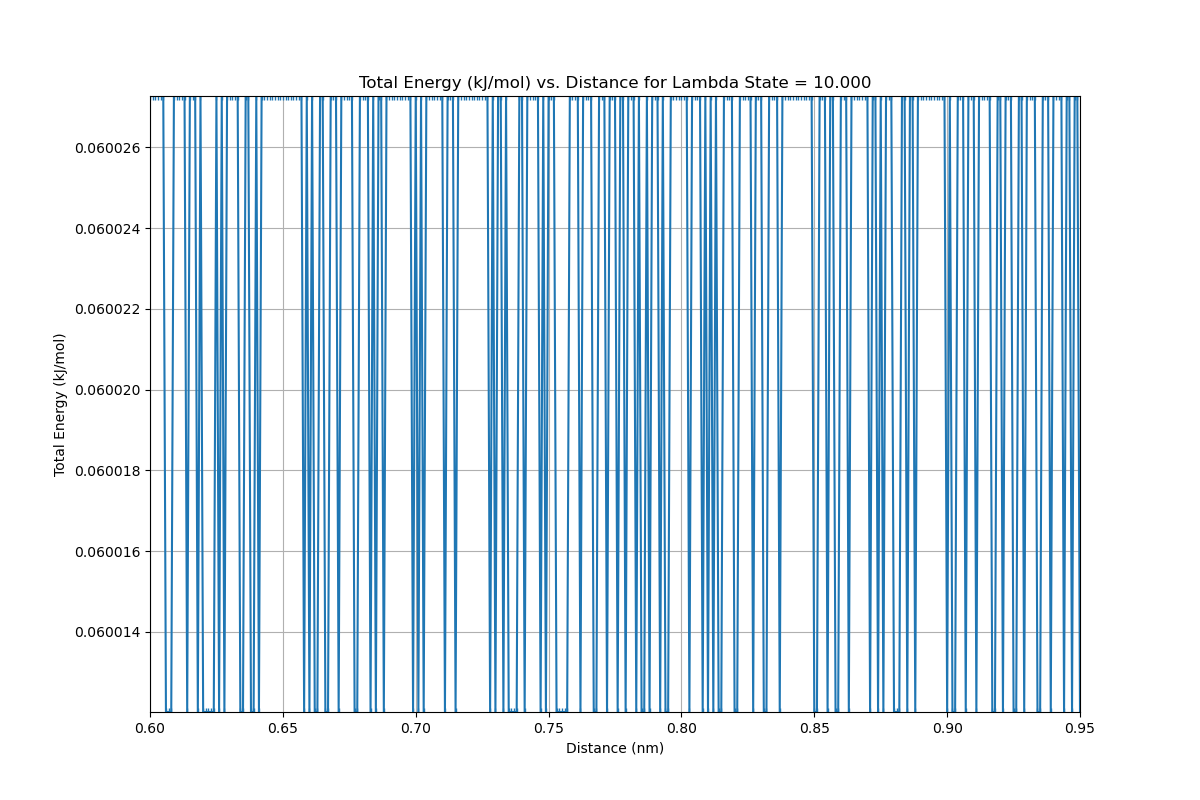 Total Energy (kJ/mol) vs. Distance for Lambda State = 10.000
0.060026
0.060024
0.060022
0.060020
0.060018
0.060016
0.060014
Total Energy (kJ/mol)
0.60 0.65 0.70 0.75 0.80 0.85 0.90 0.95
Distance (nm)